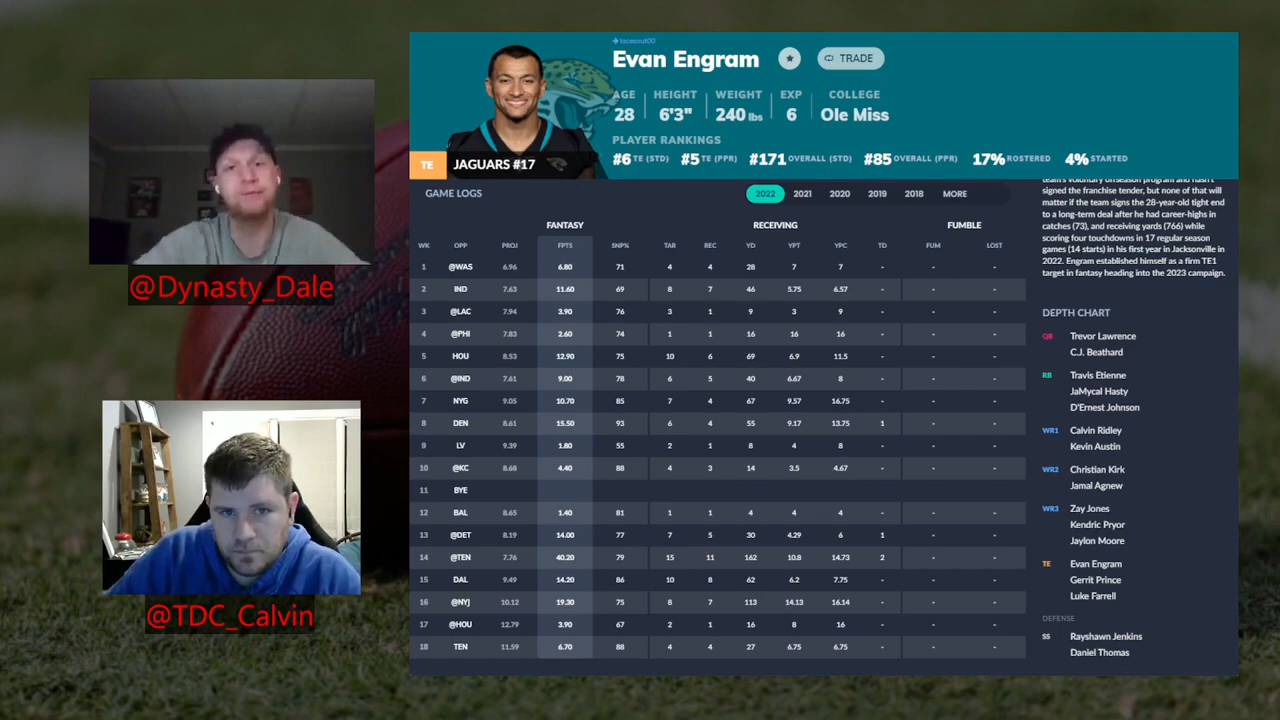 @Dynasty_Dale
@TDC_Calvin
locesout00
Evan Engram
TRADE
AGE HEIGHT WEIGHT EXP COLLEGE
28 6'3" 240 lbs 6 Ole Miss
PLAYER RANKINGS
#6 TE (STD) #5 TE (PPR) #171 OVERALL (STD) #85 OVERALL (PPR) 17% ROSTERED 4% STARTED
TE JAGUARS #17
GAME LOGS 2022 2021 2020 2019 2018 MORE
FANTASY RECEIVING FUMBLE
WK OPP PROJ FPTS SNP% TAR REC YD YPT YPC TD FUM LOST
1 @WAS 6.96 6.80 71 4 4 28 7 7 - - -
2 IND 7.63 11.60 69 8 7 46 5.75 6.57 - - -
3 @LAC 7.94 3.90 76 3 1 9 3 9 - - -
4 @PHI 7.83 2.60 74 1 1 16 16 16 - - -
5 HOU 8.53 12.90 75 10 6 69 6.9 11.5 - - -
6 @IND 7.61 9.00 78 6 5 40 6.67 8 - - -
7 NYG 9.05 10.70 85 7 4 67 9.57 16.75 - - -
8 DEN 8.61 15.50 93 6 4 55 9.17 13.75 1 - -
9 LV 9.39 1.80 55 2 1 8 4 8 - - -
10 @KC 8.68 4.40 88 4 3 14 3.5 4.67 - - -
11 BYE
12 BAL 8.65 1.40 81 1 1 4 4 4 - - -
13 @DET 8.19 14.00 77 7 5 30 4.29 6 1 - -
14 @TEN 7.76 40.20 79 15 11 162 10.8 14.73 2 - -
15 DAL 9.49 14.20 86 10 8 62 6.2 7.75 - - -
16 @NYJ 10.12 19.30 75 8 7 113 14.13 16.14 - - -
17 @HOU 12.79 3.90 67 2 1 16 8 16 - - -
18 TEN 11.59 6.70 88 4 4 27 6.75 6.75 - - -
team's voluntary offseason program and hasn't
signed the franchise tender, but none of that will
matter if the team signs the 28-year-old tight end
to a long-term deal after he had career-highs in
catches (73), and receiving yards (766) while
scoring four touchdowns in 17 regular season
games (14 starts) in his first year in Jacksonville in
2022. Engram established himself as a firm TE1
target in fantasy heading into the 2023 campaign.
DEPTH CHART
QB Trevor Lawrence
C.J. Beathard
RB Travis Etienne
JaMycal Hasty
D'Ernest Johnson
WR1 Calvin Ridley
Kevin Austin
WR2 Christian Kirk
Jamal Agnew
WR3 Zay Jones
Kendric Pryor
Jaylon Moore
TE Evan Engram
Gerrit Prince
Luke Farrell
DEFENSE
SS Rayshawn Jenkins
Daniel Thomas